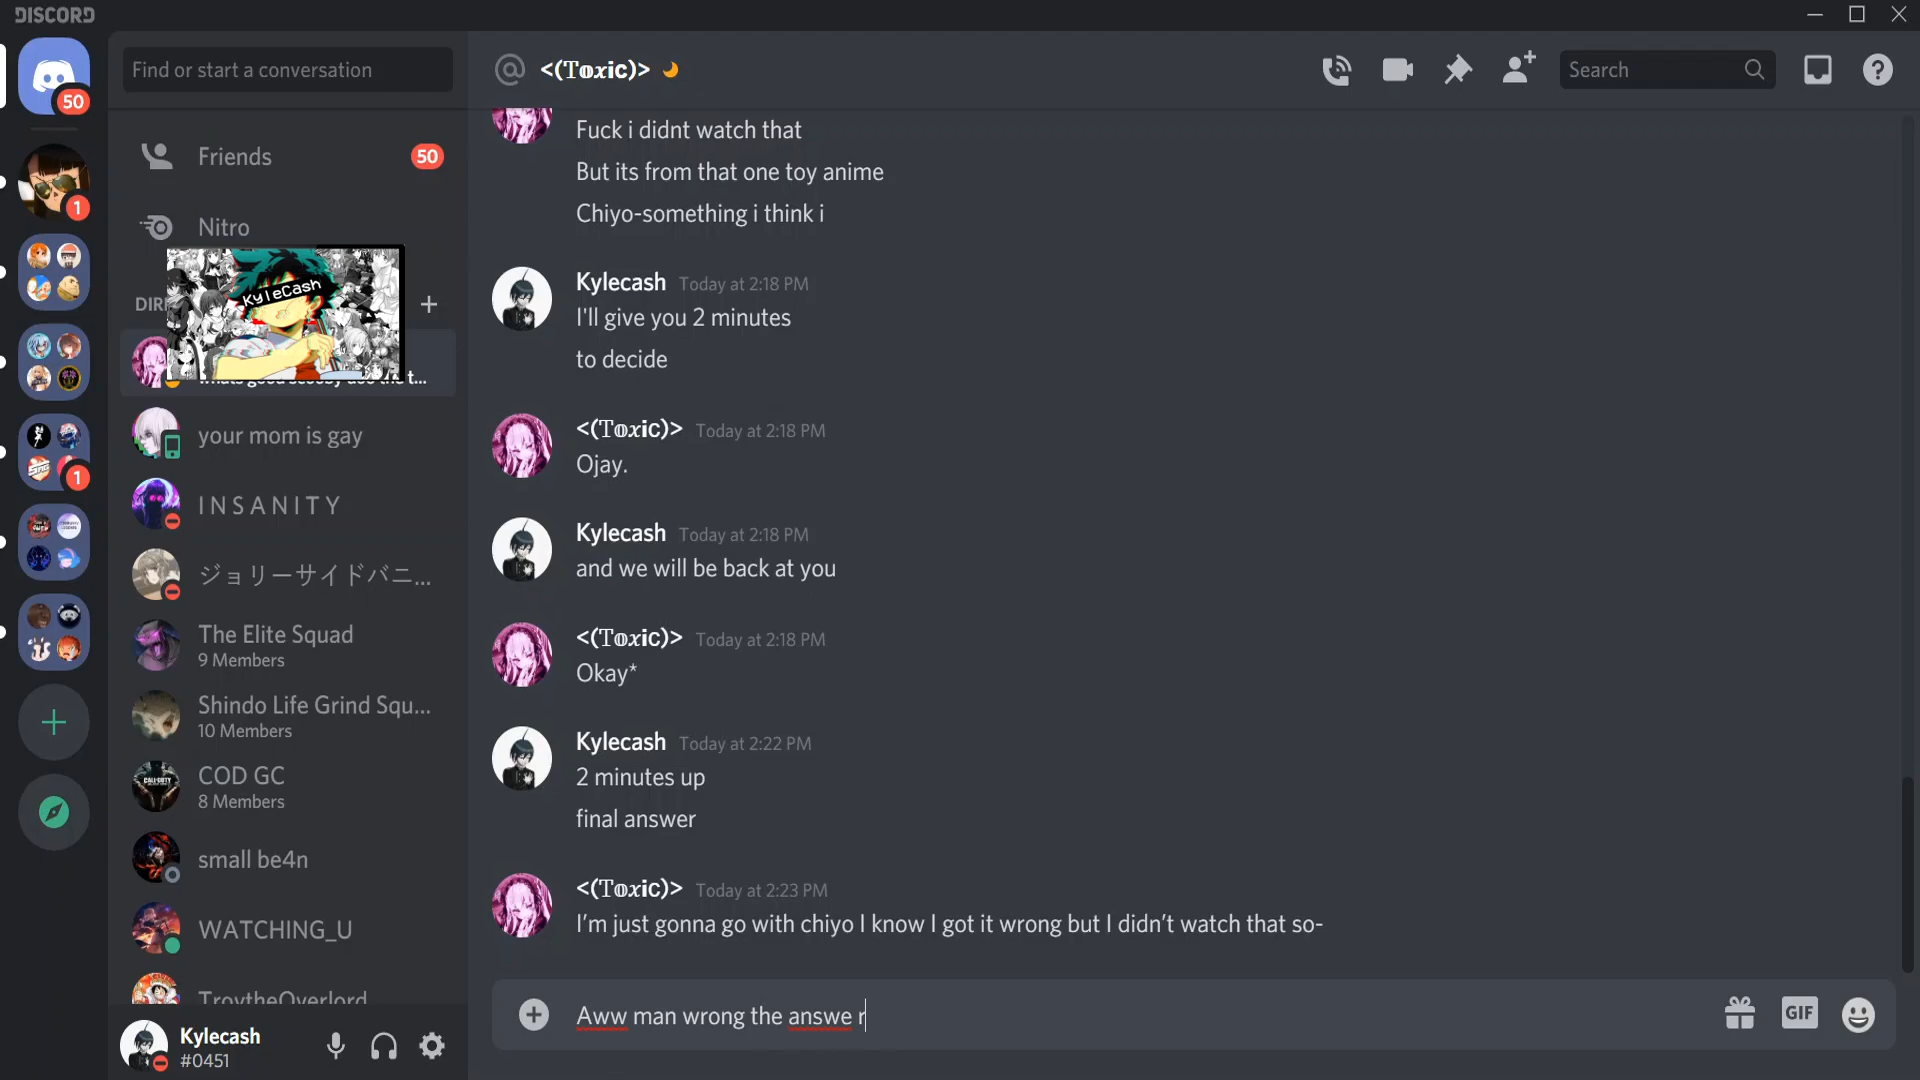 DISCORD
Find or start a conversation
<(𝕋𝕠𝕩𝕚𝕔)>
Search
50
Friends
50
1
Nitro
KyleCash
DIR
your mom is gay
I N S A N I T Y
1
ジョリーサイドバニ...
The Elite Squad
9 Members
Shindo Life Grind Squ...
10 Members
COD GC
8 Members
small be4n
WATCHING_U
TroytheOverlord
Kylecash
#0451
Fuck i didnt watch that
But its from that one toy anime
Chiyo-something i think i
Kylecash Today at 2:18 PM
I'll give you 2 minutes
to decide
<(𝕋𝕠𝕩𝕚𝕔)> Today at 2:18 PM
Ojay.
Kylecash Today at 2:18 PM
and we will be back at you
<(𝕋𝕠𝕩𝕚𝕔)> Today at 2:18 PM
Okay*
Kylecash Today at 2:22 PM
2 minutes up
final answer
<(𝕋𝕠𝕩𝕚𝕔)> Today at 2:23 PM
I’m just gonna go with chiyo I know I got it wrong but I didn’t watch that so-
Aww man wrong the answe r
GIF